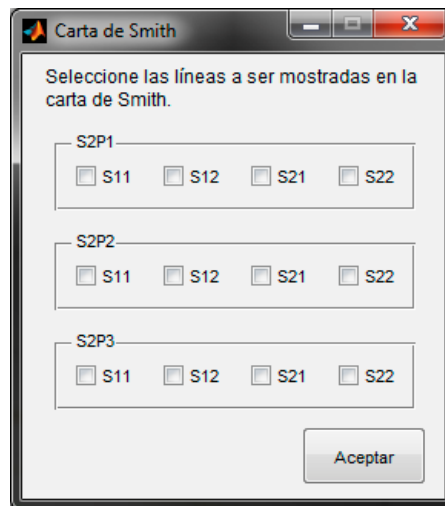 Carta de Smith
Seleccione las líneas a ser mostradas en la
carta de Smith.
S2P1
S11 S12 S21 S22
S2P2
S11 S12 S21 S22
S2P3
S11 S12 S21 S22
Aceptar